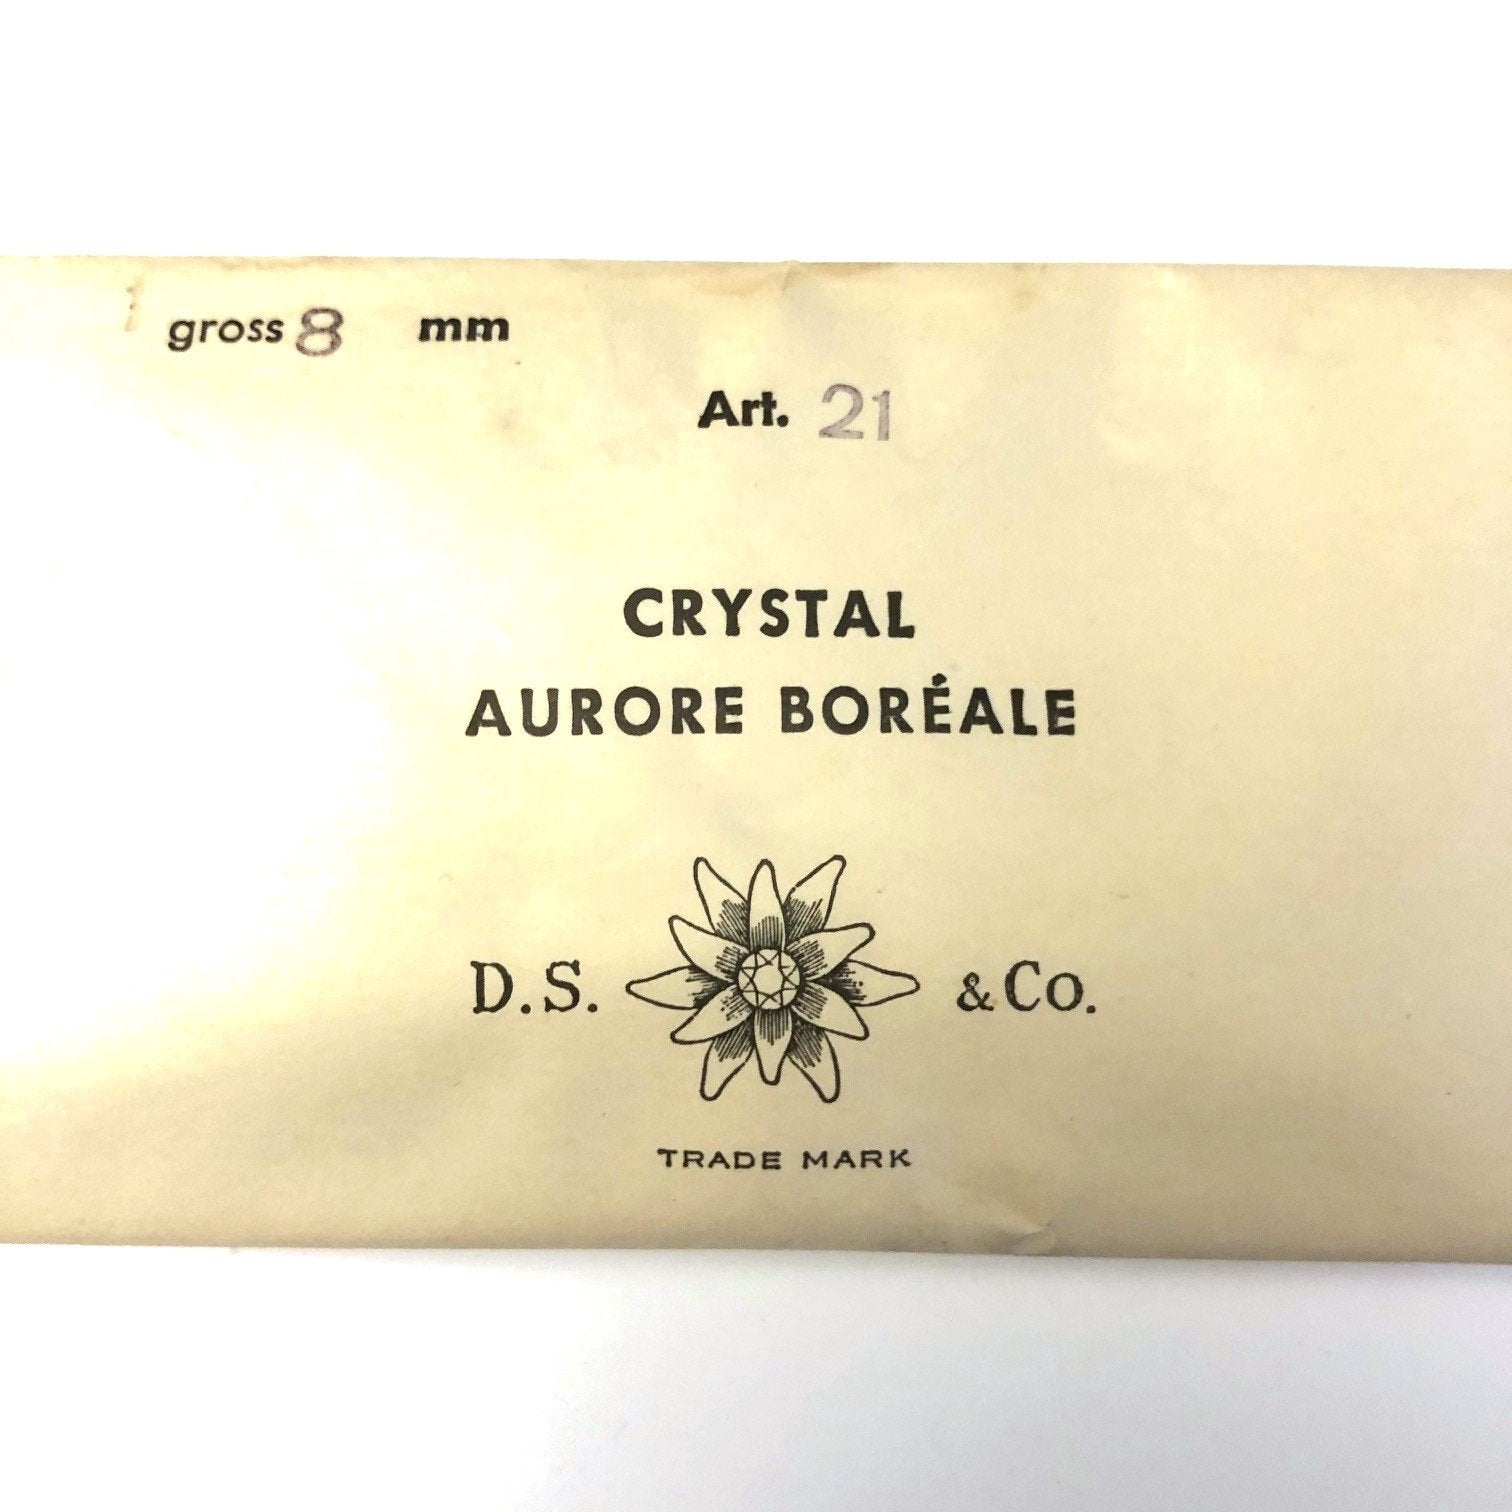 gross 8 mm
Art. 21
CRYSTAL
AURORE BORÉALE
D.S. & Co.
TRADE MARK